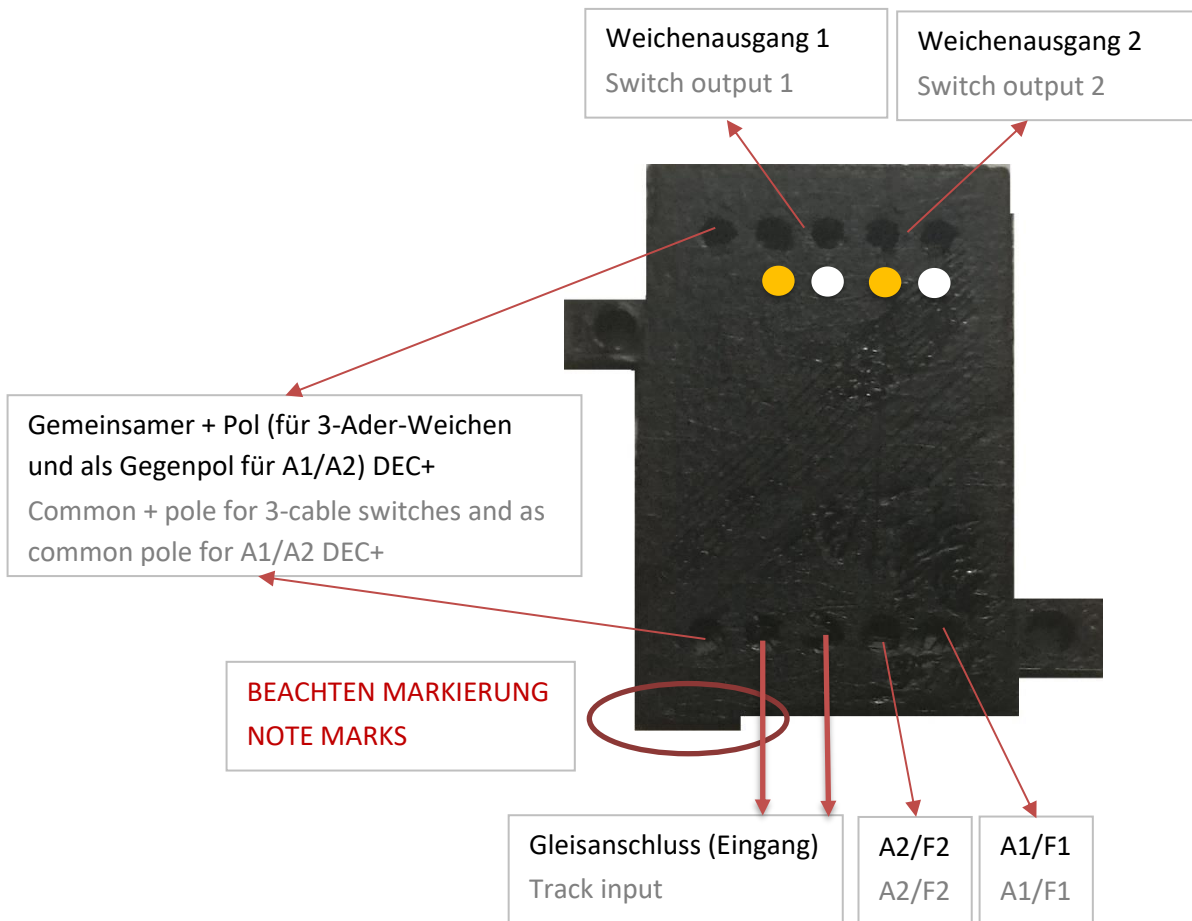 Weichenausgang 1
Switch output 1
Weichenausgang 2
Switch output 2
Gemeinsamer + Pol (für 3-Ader-Weichen
und als Gegenpol für A1/A2) DEC+
Common + pole for 3-cable switches and as
common pole for A1/A2 DEC+
BEACHTEN MARKIERUNG
NOTE MARKS
Gleisanschluss (Eingang)
Track input
A2/F2
A2/F2
A1/F1
A1/F1